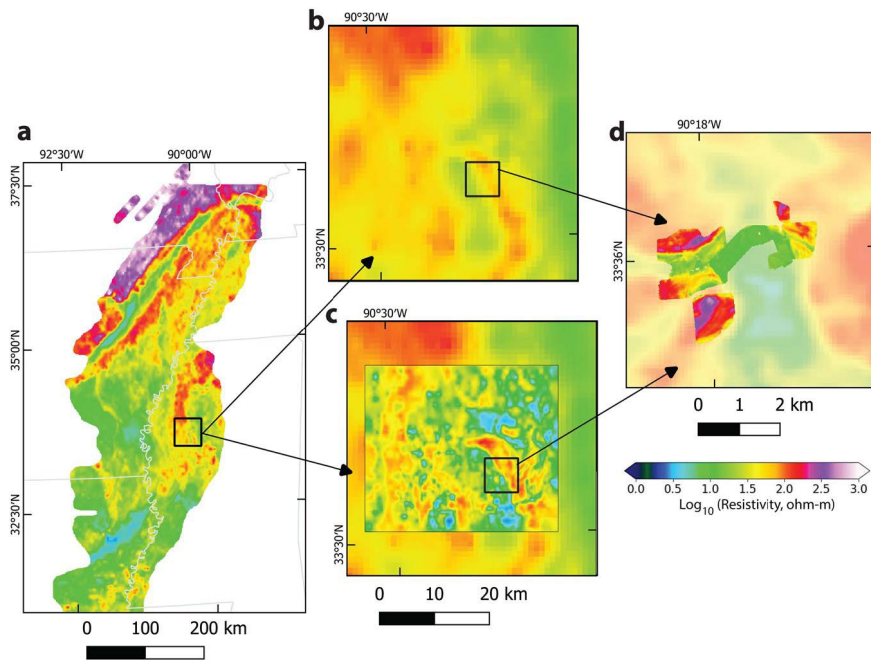 a
92°30'W
90°00'W
37°30'N
35°00'N
32°30'N
0 100 200 km
b
90°30'W
33°30'N
c
90°30'W
33°30'N
0 10 20 km
d
90°18'W
33°36'N
0 1 2 km
0.0 0.5 1.0 1.5 2.0 2.5 3.0
Log10 (Resistivity, ohm-m)